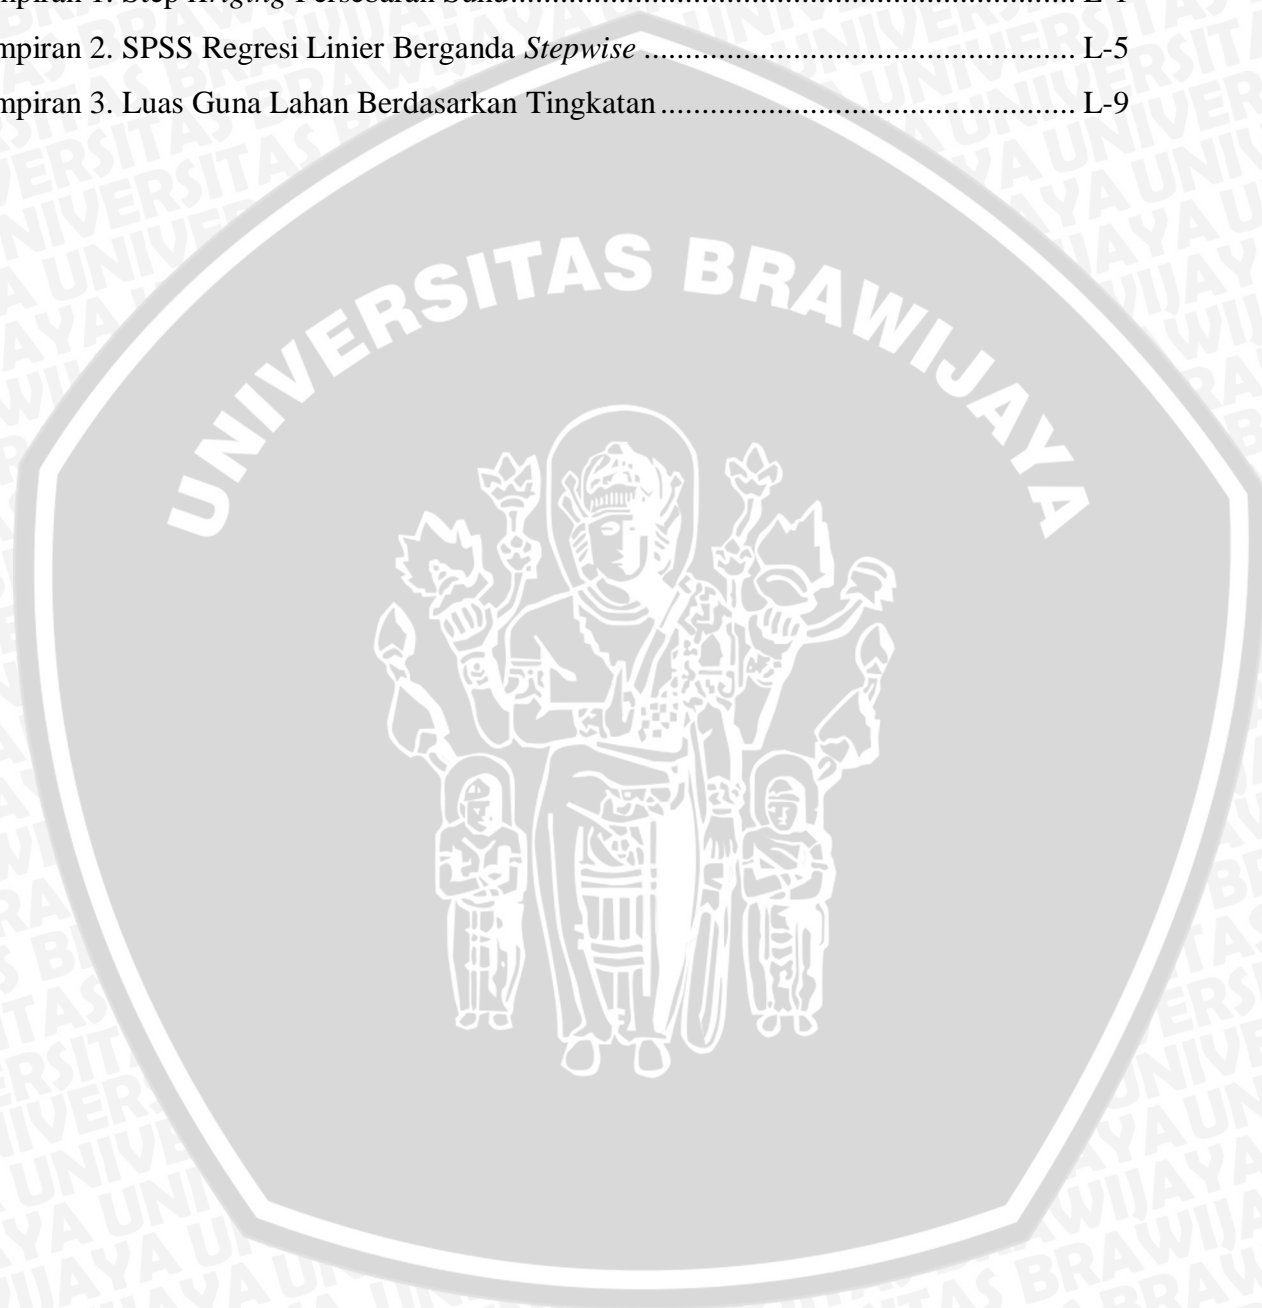 mpiran 1. Step Kriging Persebaran Suhu........................................................................ L-1
mpiran 2. SPSS Regresi Linier Berganda Stepwise ...................................................... L-5
mpiran 3. Luas Guna Lahan Berdasarkan Tingkatan .................................................... L-9
UNIVERSITAS BRAWIJAYA